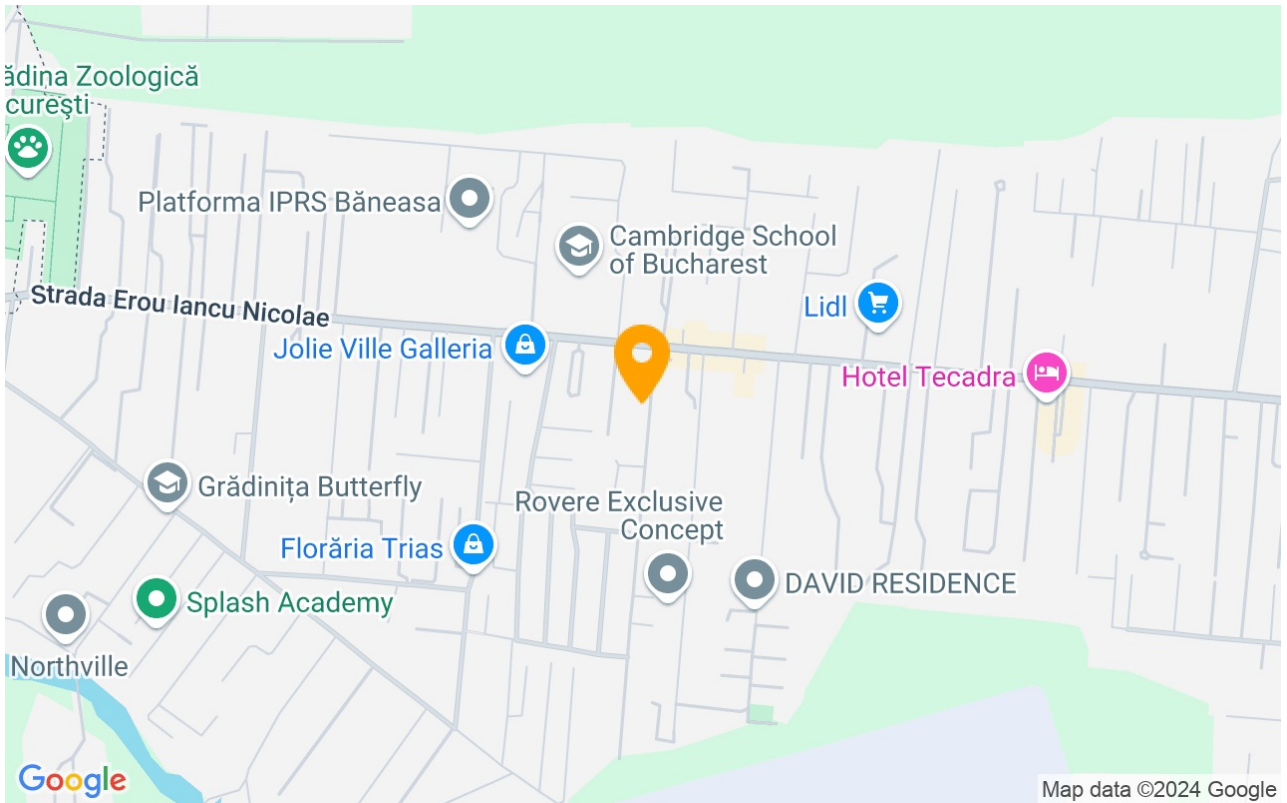 ădina Zoologică
cureşti
Platforma IPRS Băneasa
Cambridge School
of Bucharest
Strada Erou Iancu Nicolae
Lidl
Jolie Ville Galleria
Hotel Tecadra
Grădinița Butterfly
Rovere Exclusive
Concept
Florăria Trias
DAVID RESIDENCE
Splash Academy
Northville
Google
Map data ©2024 Google